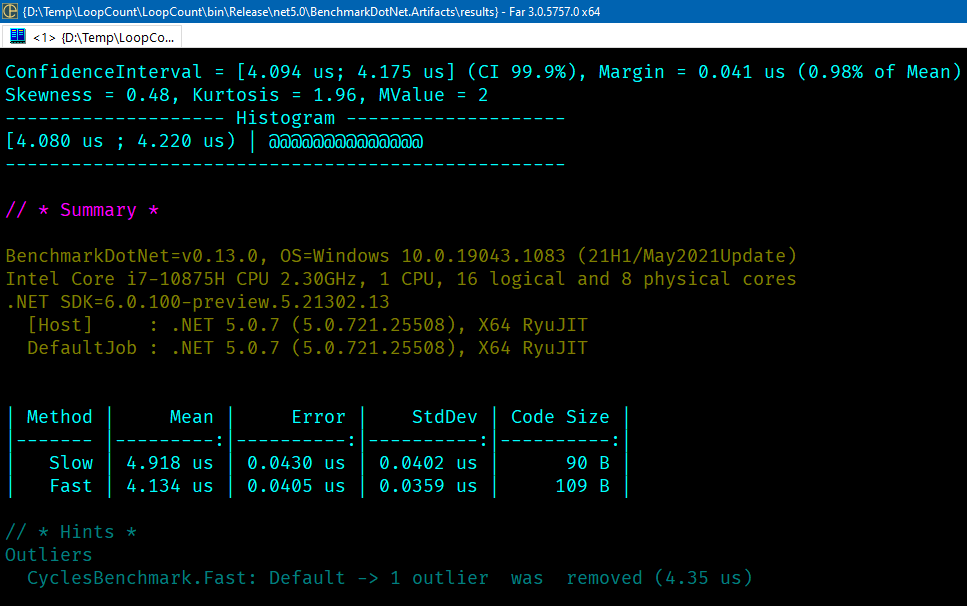 {D:\Temp\LoopCount\LoopCount\bin\Release\net5.0\BenchmarkDotNet.Artifacts\results} - Far 3.0.5757.0 x64
<1> {D:\Temp\LoopCo...
ConfidenceInterval = [4.094 us; 4.175 us] (CI 99.9%), Margin = 0.041 us (0.98% of Mean)
Skewness = 0.48, Kurtosis = 1.96, MValue = 2
-------------------- Histogram --------------------
[4.080 us ; 4.220 us) | @@@@@@@@@@@@@@
---------------------------------------------------
// * Summary *
BenchmarkDotNet=v0.13.0, OS=Windows 10.0.19043.1083 (21H1/May2021Update)
Intel Core i7-10875H CPU 2.30GHz, 1 CPU, 16 logical and 8 physical cores
.NET SDK=6.0.100-preview.5.21302.13
  [Host]     : .NET 5.0.7 (5.0.721.25508), X64 RyuJIT
  DefaultJob : .NET 5.0.7 (5.0.721.25508), X64 RyuJIT
| Method |     Mean |     Error |    StdDev | Code Size |
|------- |---------:|----------:|----------:|----------:|
|   Slow | 4.918 us | 0.0430 us | 0.0402 us |      90 B |
|   Fast | 4.134 us | 0.0405 us | 0.0359 us |     109 B |
// * Hints *
Outliers
  CyclesBenchmark.Fast: Default -> 1 outlier  was  removed (4.35 us)